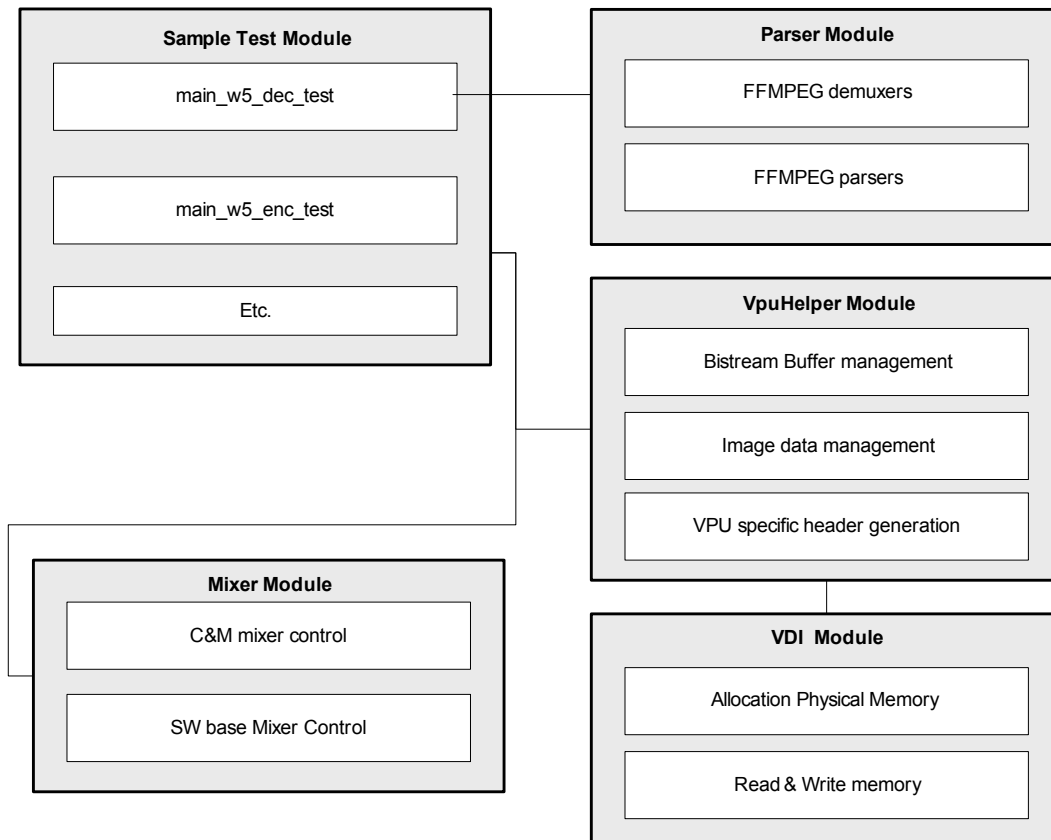 Sample Test Module
main_w5_dec_test
main_w5_enc_test
Etc.
Parser Module
FFMPEG demuxers
FFMPEG parsers
VpuHelper Module
Bistream Buffer management
Image data management
VPU specific header generation
Mixer Module
C&M mixer control
SW base Mixer Control
VDI Module
Allocation Physical Memory
Read & Write memory